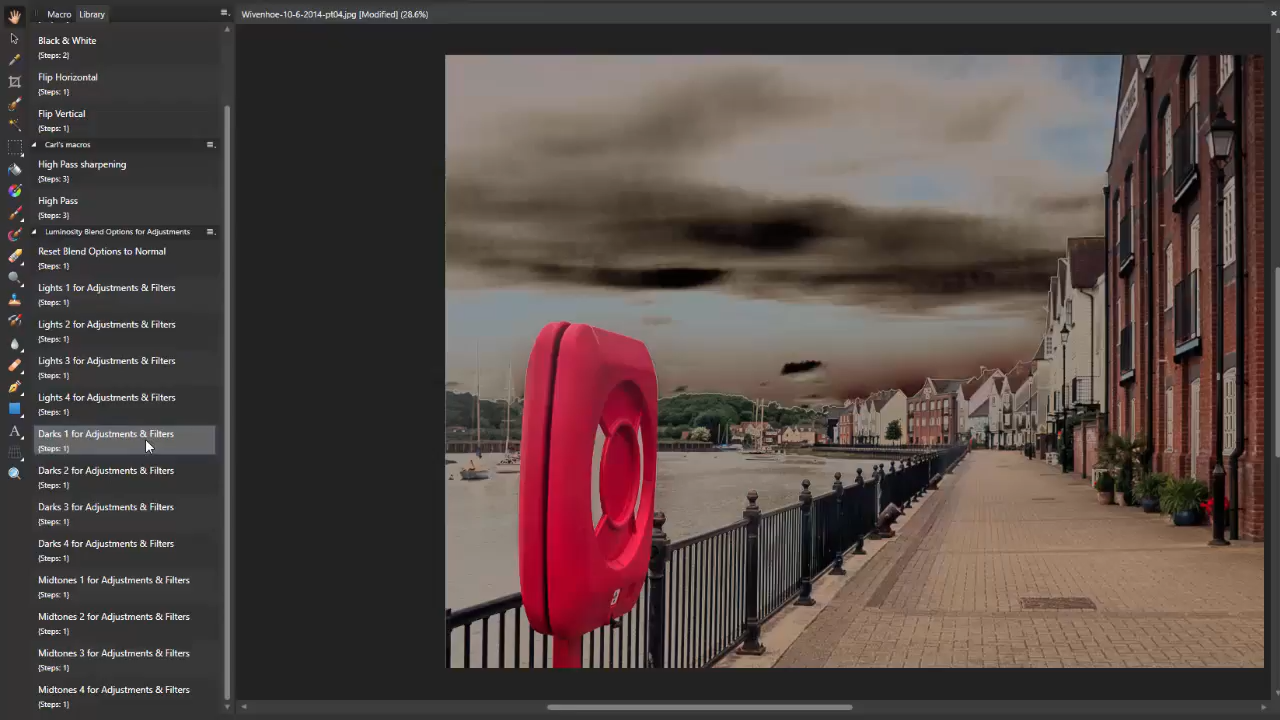 Macro
Library
Wivenhoe-10-6-2014-pt04.jpg [Modified] (28.6%)
(Steps: 1)
Black & White
(Steps: 2)
Flip Horizontal
(Steps: 1)
Flip Vertical
(Steps: 1)
Carl's macros
High Pass sharpening
(Steps: 3)
High Pass
(Steps: 3)
Luminosity Blend Options for Adjustments
Reset Blend Options to Normal
(Steps: 1)
Lights 1 for Adjustments & Filters
(Steps: 1)
Lights 2 for Adjustments & Filters
(Steps: 1)
Lights 3 for Adjustments & Filters
(Steps: 1)
Lights 4 for Adjustments & Filters
(Steps: 1)
Darks 1 for Adjustments & Filters
(Steps: 1)
Darks 2 for Adjustments & Filters
(Steps: 1)
Darks 3 for Adjustments & Filters
(Steps: 1)
Darks 4 for Adjustments & Filters
(Steps: 1)
Midtones 1 for Adjustments & Filters
(Steps: 1)
Midtones 2 for Adjustments & Filters
(Steps: 1)
Midtones 3 for Adjustments & Filters
(Steps: 1)
Midtones 4 for Adjustments & Filters
(Steps: 1)